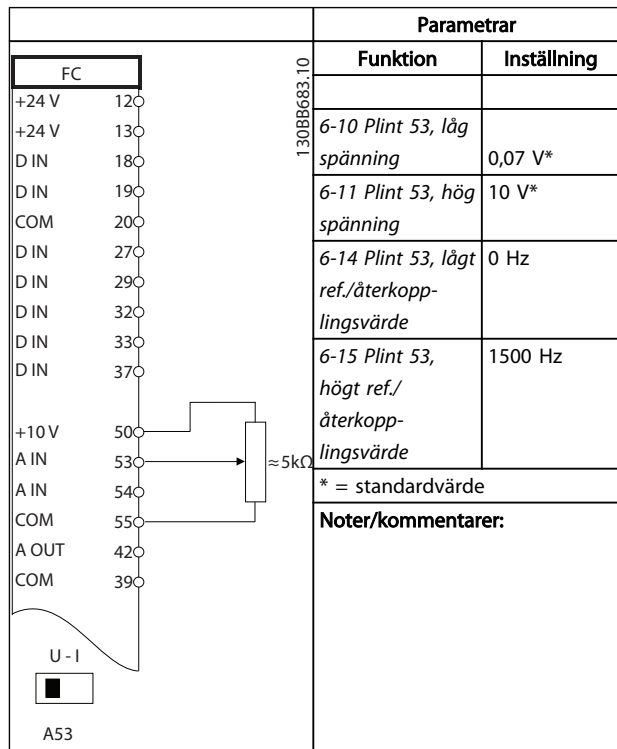 Parametrar
Funktion Inställning
FC
130BB683.10
+24 V 12
+24 V 13
D IN 18
D IN 19
COM 20
D IN 27
D IN 29
D IN 32
D IN 33
D IN 37
+10 V 50
A IN 53
A IN 54
COM 55
A OUT 42
COM 39
≈5kΩ
U - I
A53
6-10 Plint 53, låg
spänning 0,07 V*
6-11 Plint 53, hög 10 V*
spänning
6-14 Plint 53, lågt 0 Hz
ref./återkopp-
lingsvärde
6-15 Plint 53, 1500 Hz
högt ref./
återkopp-
lingsvärde
* = standardvärde
Noter/kommentarer: